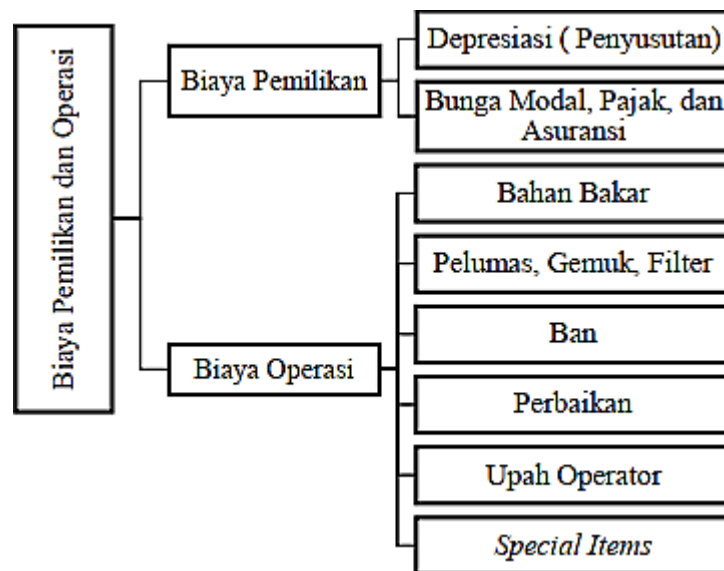 Biaya Pemilikan dan Operasi
Biaya Pemilikan
Depresiasi ( Penyusutan)
Bunga Modal, Pajak, dan
Asuransi
Biaya Operasi
Bahan Bakar
Pelumas, Gemuk, Filter
Ban
Perbaikan
Upah Operator
Special Items